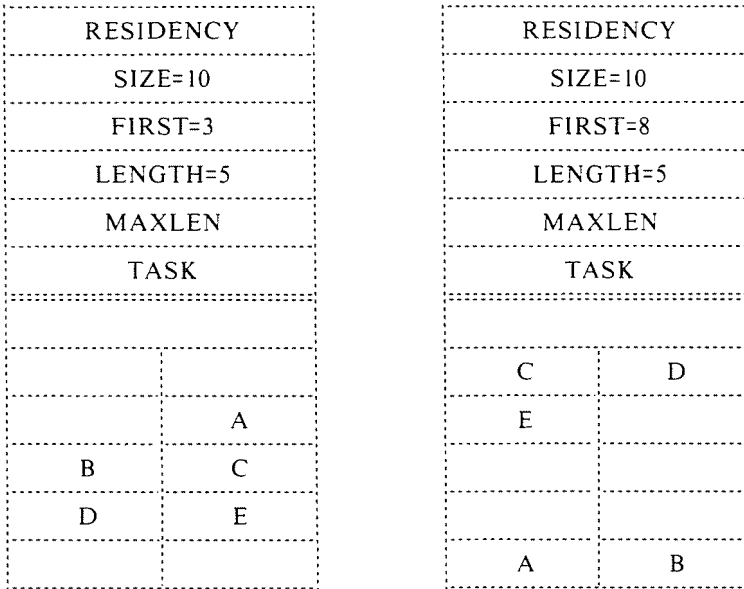 RESIDENCY
SIZE=10
FIRST=3
LENGTH=5
MAXLEN
TASK
A
B C
D E
RESIDENCY
SIZE=10
FIRST=8
LENGTH=5
MAXLEN
TASK
C D
E
A B